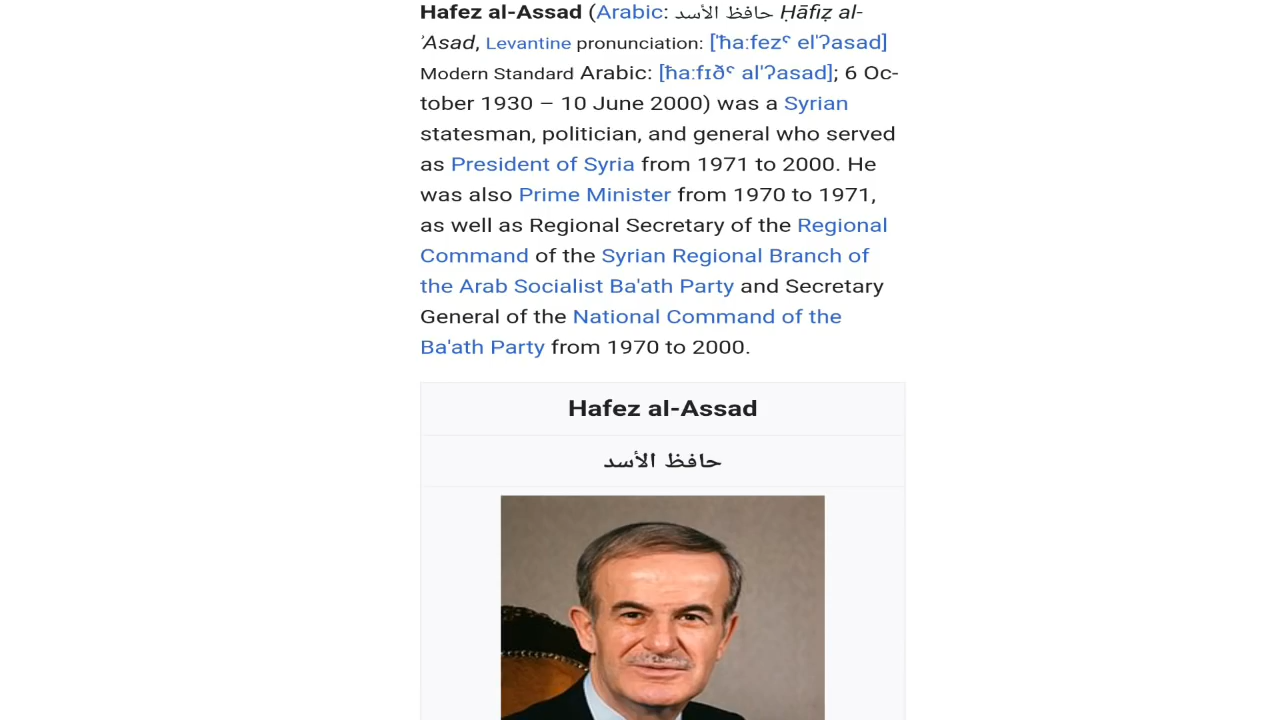 Hafez al-Assad (Arabic: حافظ الأسد Ḥāfiẓ al-
ʾAsad, Levantine pronunciation: [ˈħaːfezˤ elˈʔasad]
Modern Standard Arabic: [ħaːfɪðˤ alˈʔasad]; 6 Oc-
tober 1930 – 10 June 2000) was a Syrian
statesman, politician, and general who served
as President of Syria from 1971 to 2000. He
was also Prime Minister from 1970 to 1971,
as well as Regional Secretary of the Regional
Command of the Syrian Regional Branch of
the Arab Socialist Ba'ath Party and Secretary
General of the National Command of the
Ba'ath Party from 1970 to 2000.
Hafez al-Assad
حافظ الأسد